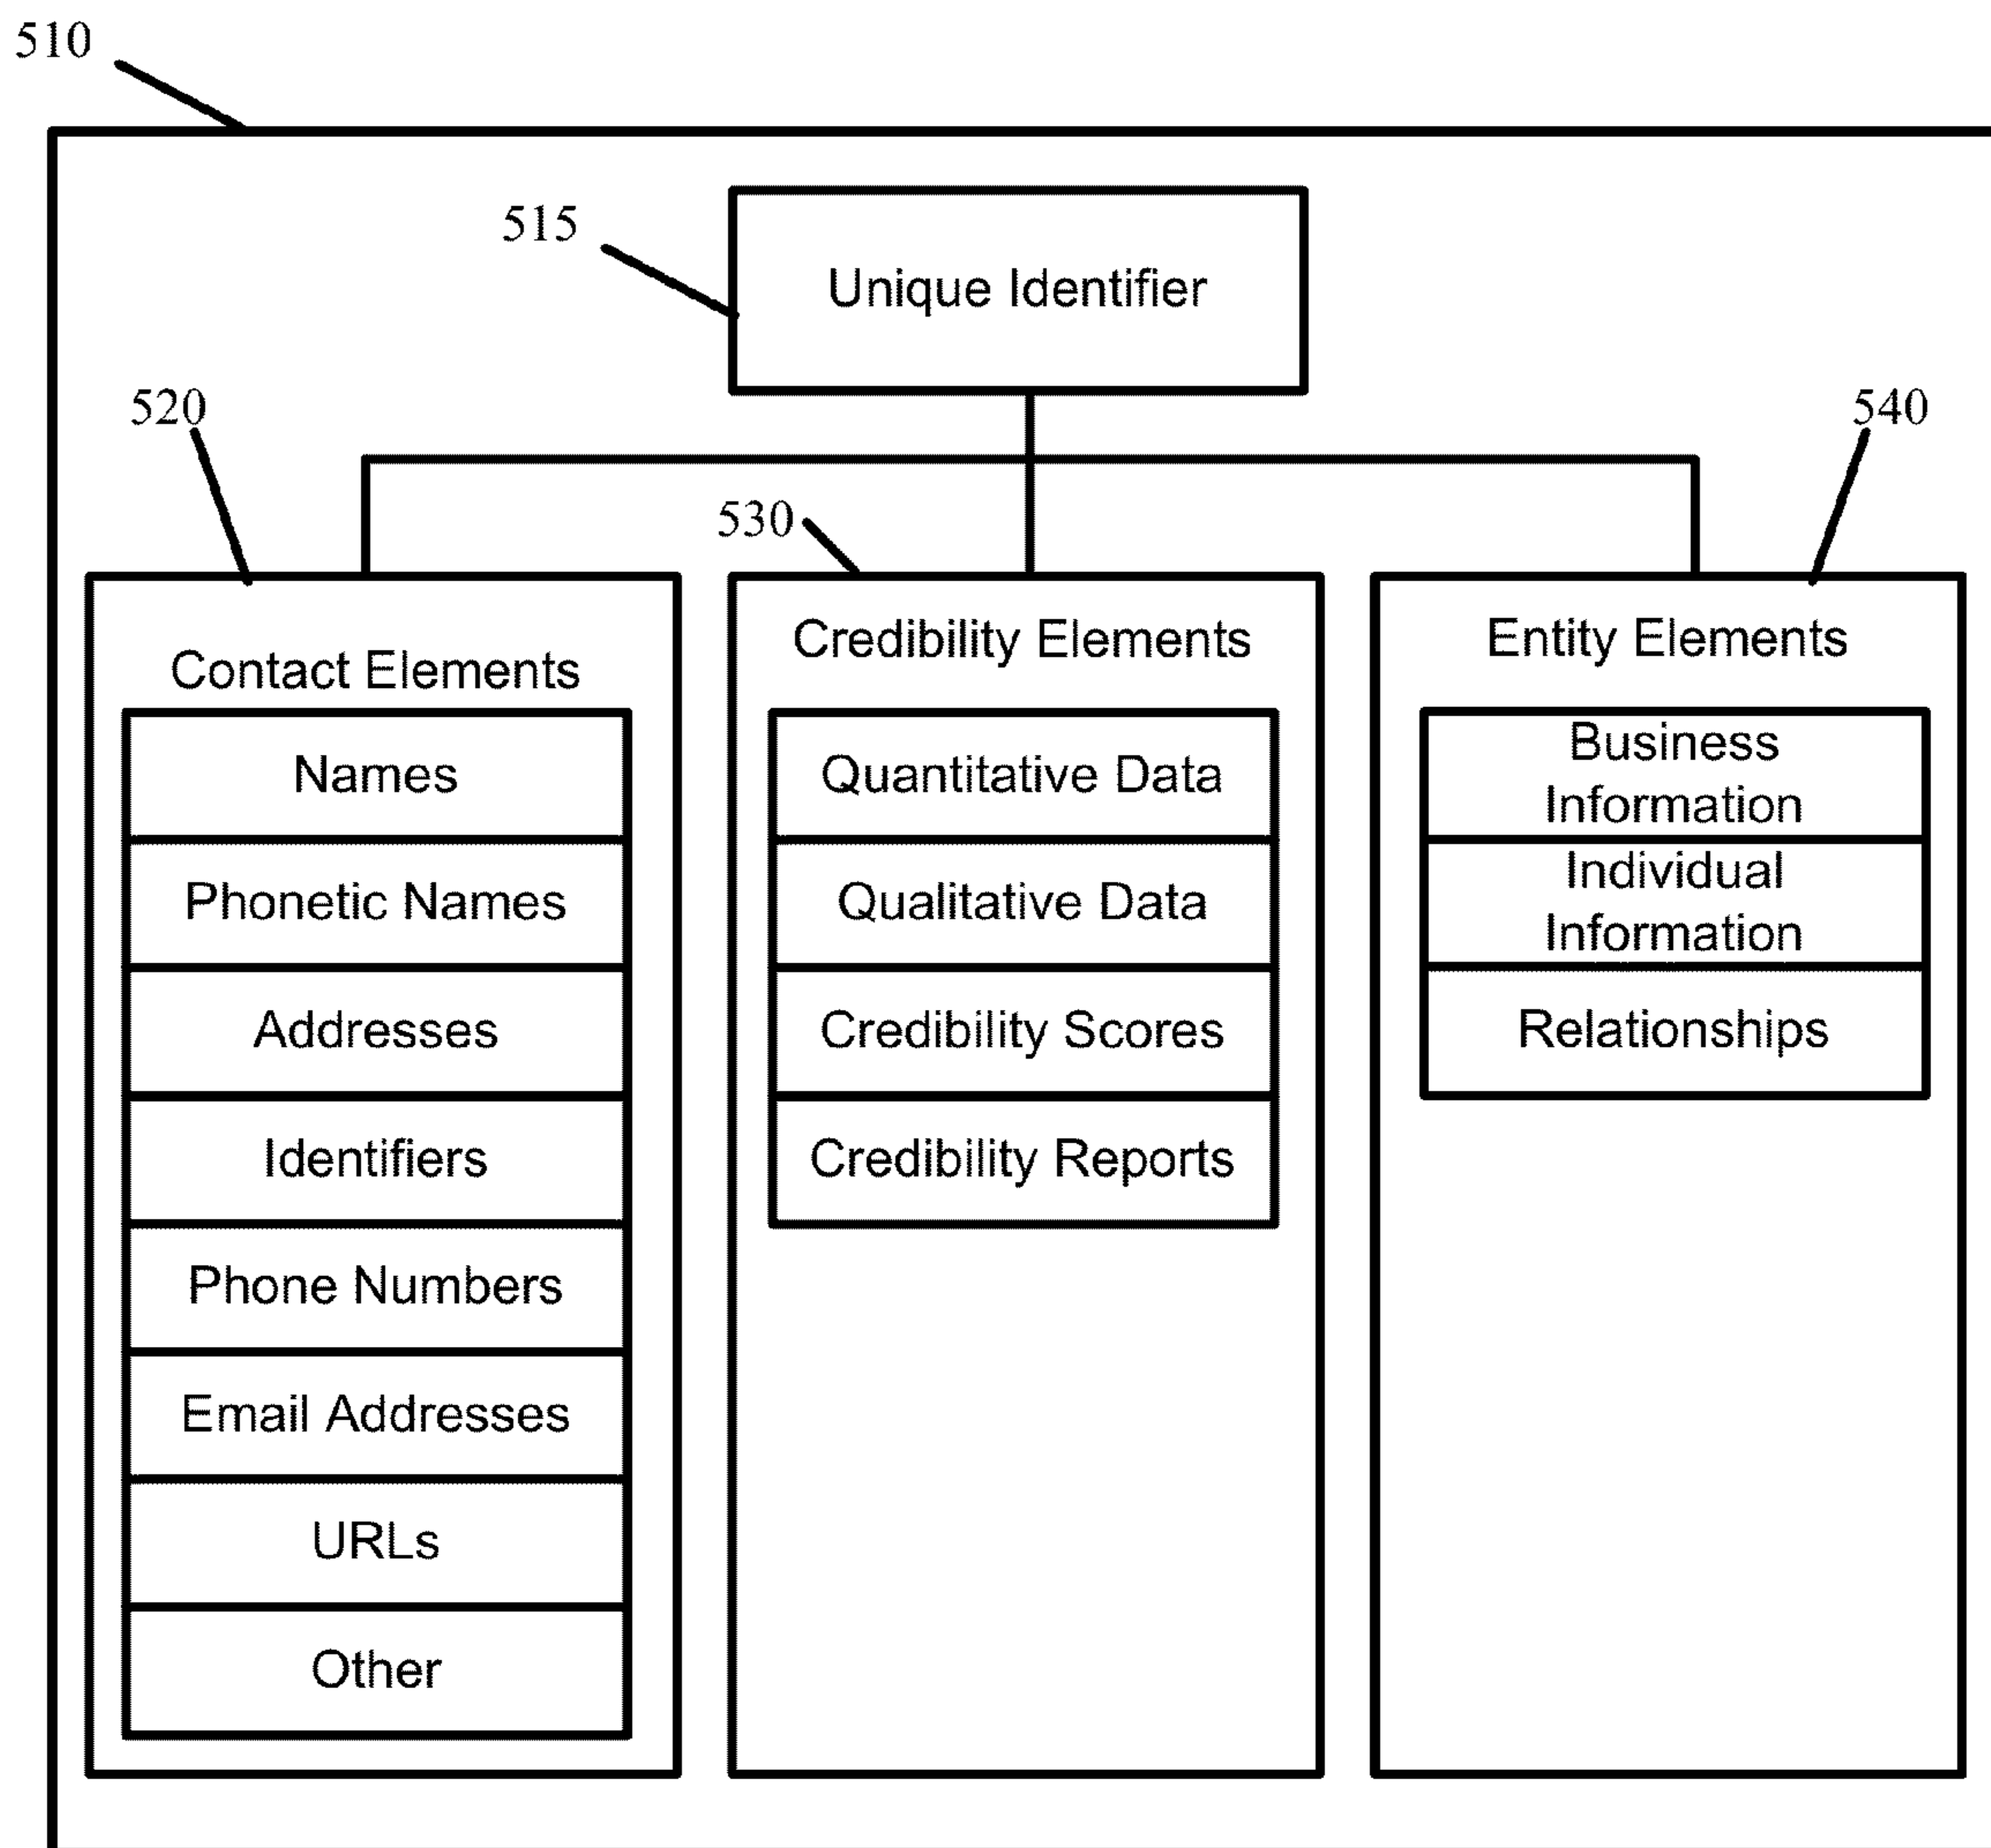 510
515
Unique Identifier
520
540
530
Contact Elements
Names
Phonetic Names
Addresses
Identifiers
Phone Numbers
Email Addresses
URLs
Other
Credibility Elements
Quantitative Data
Qualitative Data
Credibility Scores
Credibility Reports
Entity Elements
Business
Information
Individual
Information
Relationships